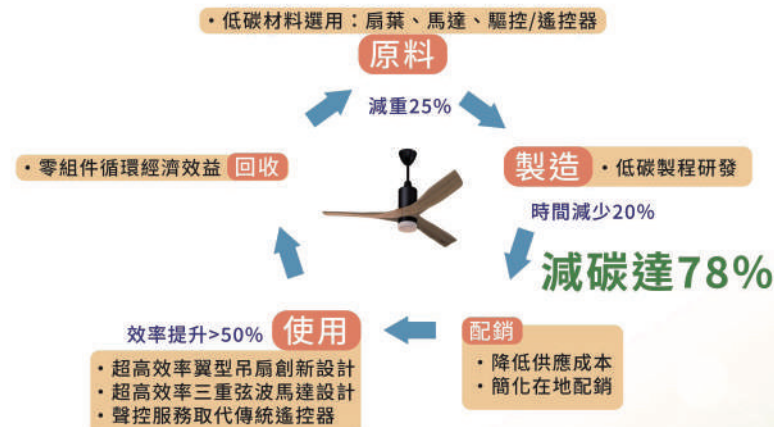 ・低碳材料選用：扇葉、馬達、驅控/遙控器
原料
減重25%
製造
・低碳製程研發
時間減少20%
減碳達78%
配銷
・降低供應成本
・簡化在地配銷
使用
效率提升>50%
・超高效率翼型吊扇創新設計
・超高效率三重弦波馬達設計
・聲控服務取代傳統遙控器
・零組件循環經濟效益 回收